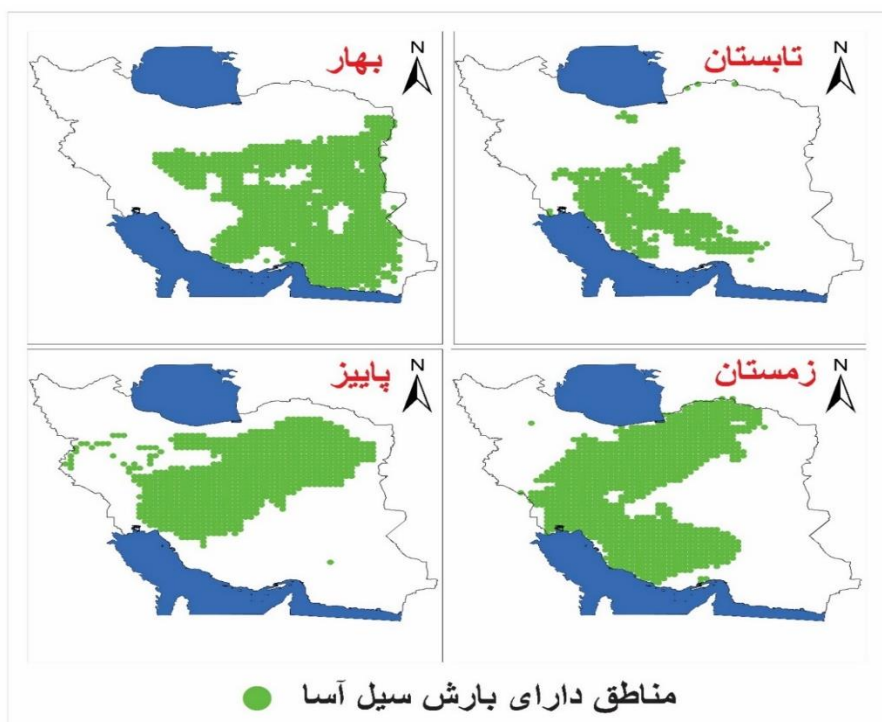 بهار
N
تابستان
N
پاییز
N
زمستان
N
مناطق دارای بارش سیل آسا